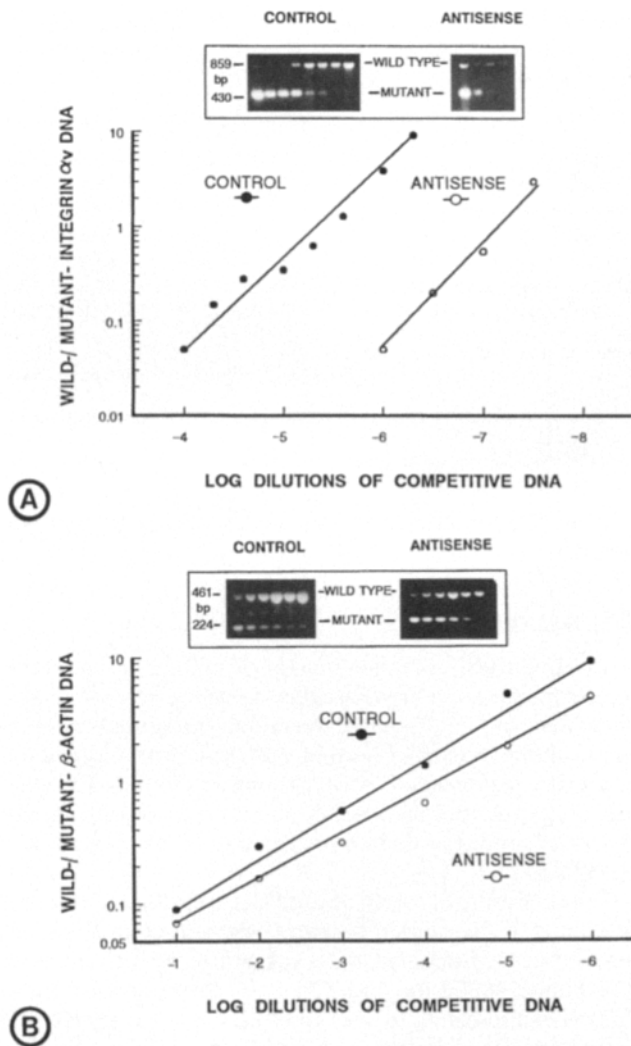 CONTROL ANTISENSE
859 –WILD TYPE–
bp
430 — MUTANT —
10
1
0.1
0.01
CONTROL
ANTISENSE
WILD-/ MUTANT- INTEGRIN αv DNA
-4 -5 -6 -7 -8
LOG DILUTIONS OF COMPETITIVE DNA
A
CONTROL ANTISENSE
461 –WILD TYPE–
bp
224 — MUTANT —
10
1
0.1
0.05
CONTROL
ANTISENSE
WILD-/ MUTANT- β-ACTIN DNA
-1 -2 -3 -4 -5 -6
LOG DILUTIONS OF COMPETITIVE DNA
B